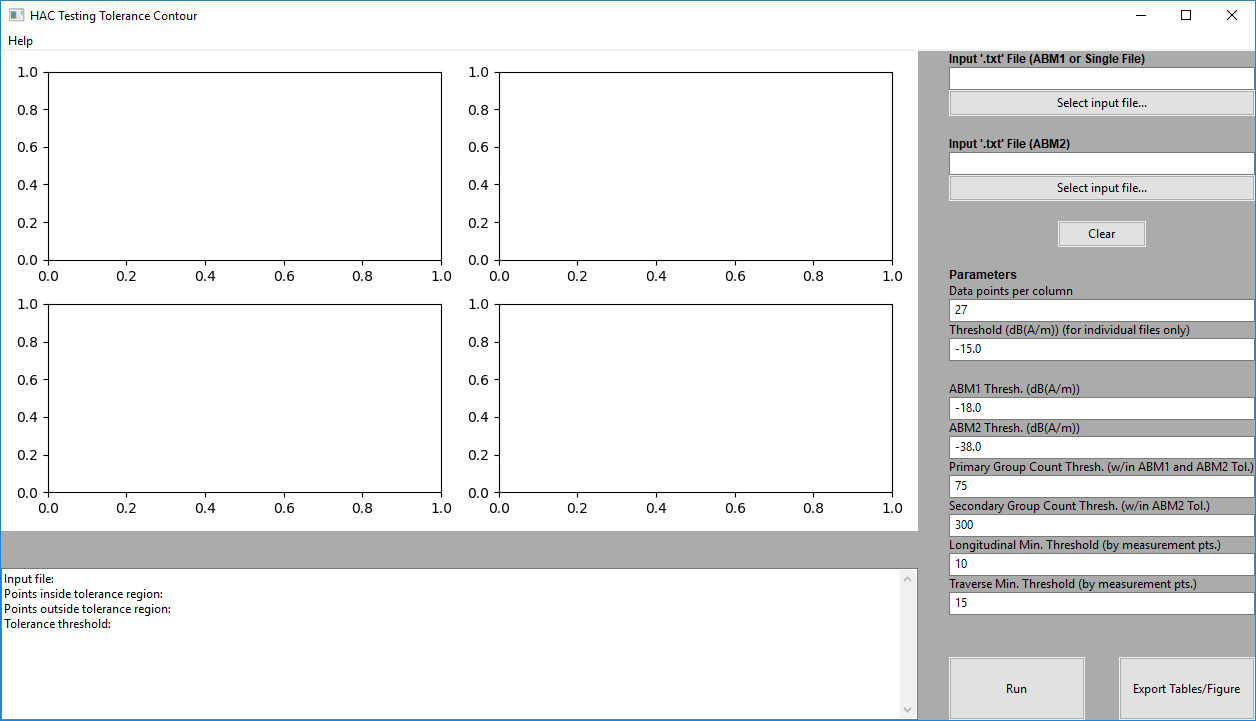 HAC Testing Tolerance Contour
Help
1.0
0.8
0.6
0.4
0.2
0.0
0.0 0.2 0.4 0.6 0.8 1.0
1.0
0.8
0.6
0.4
0.2
0.0
0.0 0.2 0.4 0.6 0.8 1.0
1.0
0.8
0.6
0.4
0.2
0.0
0.0 0.2 0.4 0.6 0.8 1.0
1.0
0.8
0.6
0.4
0.2
0.0
0.0 0.2 0.4 0.6 0.8 1.0
Input file:
Points inside tolerance region:
Points outside tolerance region:
Tolerance threshold:
Input '.txt' File (ABM1 or Single File)
Select input file...
Input '.txt' File (ABM2)
Select input file...
Clear
Parameters
Data points per column
27
Threshold (dB(A/m)) (for individual files only)
-15.0
ABM1 Thresh. (dB(A/m))
-18.0
ABM2 Thresh. (dB(A/m))
-38.0
Primary Group Count Thresh. (w/in ABM1 and ABM2 Tol.)
75
Secondary Group Count Thresh. (w/in ABM2 Tol.)
300
Longitudinal Min. Threshold (by measurement pts.)
10
Traverse Min. Threshold (by measurement pts.)
15
Run
Export Tables/Figure